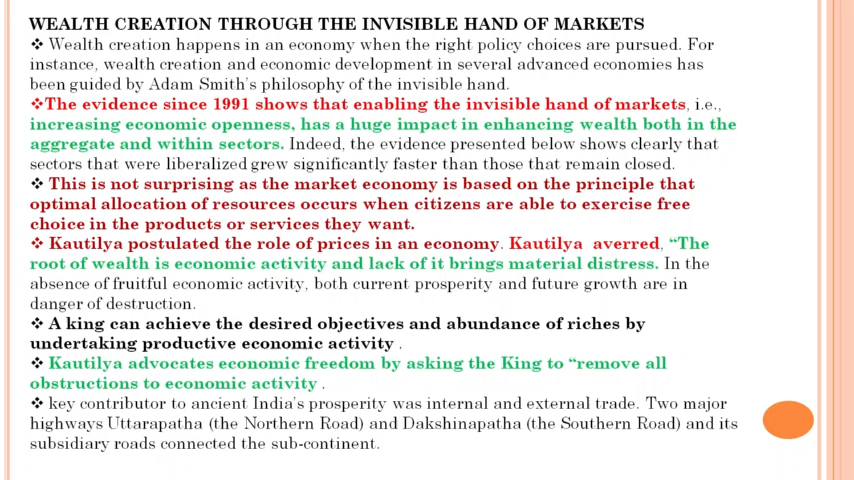 WEALTH CREATION THROUGH THE INVISIBLE HAND OF MARKETS
❖ Wealth creation happens in an economy when the right policy choices are pursued. For
instance, wealth creation and economic development in several advanced economies has
been guided by Adam Smith's philosophy of the invisible hand.
❖The evidence since 1991 shows that enabling the invisible hand of markets, i.e.,
increasing economic openness, has a huge impact in enhancing wealth both in the
aggregate and within sectors. Indeed, the evidence presented below shows clearly that
sectors that were liberalized grew significantly faster than those that remain closed.
❖ This is not surprising as the market economy is based on the principle that
optimal allocation of resources occurs when citizens are able to exercise free
choice in the products or services they want.
❖ Kautilya postulated the role of prices in an economy. Kautilya averred, “The
root of wealth is economic activity and lack of it brings material distress. In the
absence of fruitful economic activity, both current prosperity and future growth are in
danger of destruction.
❖ A king can achieve the desired objectives and abundance of riches by
undertaking productive economic activity .
❖ Kautilya advocates economic freedom by asking the King to “remove all
obstructions to economic activity .
❖ key contributor to ancient India's prosperity was internal and external trade. Two major
highways Uttarapatha (the Northern Road) and Dakshinapatha (the Southern Road) and its
subsidiary roads connected the sub-continent.